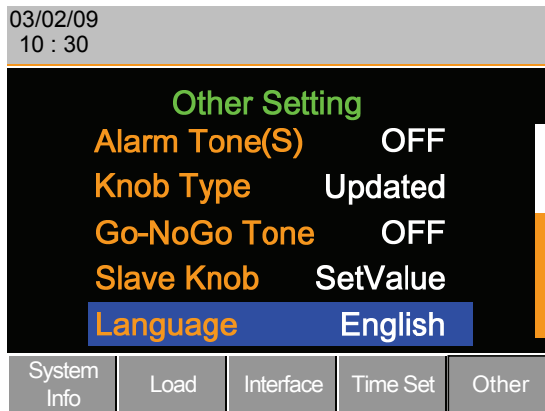 03/02/09
10 : 30
Other Setting
Alarm Tone(S) OFF
Knob Type Updated
Go-NoGo Tone OFF
Slave Knob SetValue
Language English
System Info
Load
Interface
Time Set
Other